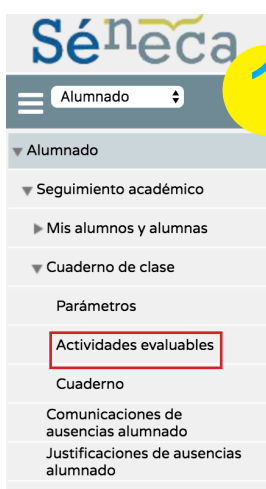 Séneca
Alumnado
Alumnado
Seguimiento académico
Mis alumnos y alumnas
Cuaderno de clase
Parámetros
Actividades evaluables
Cuaderno
Comunicaciones de
ausencias alumnado
Justificaciones de ausencias
alumnado